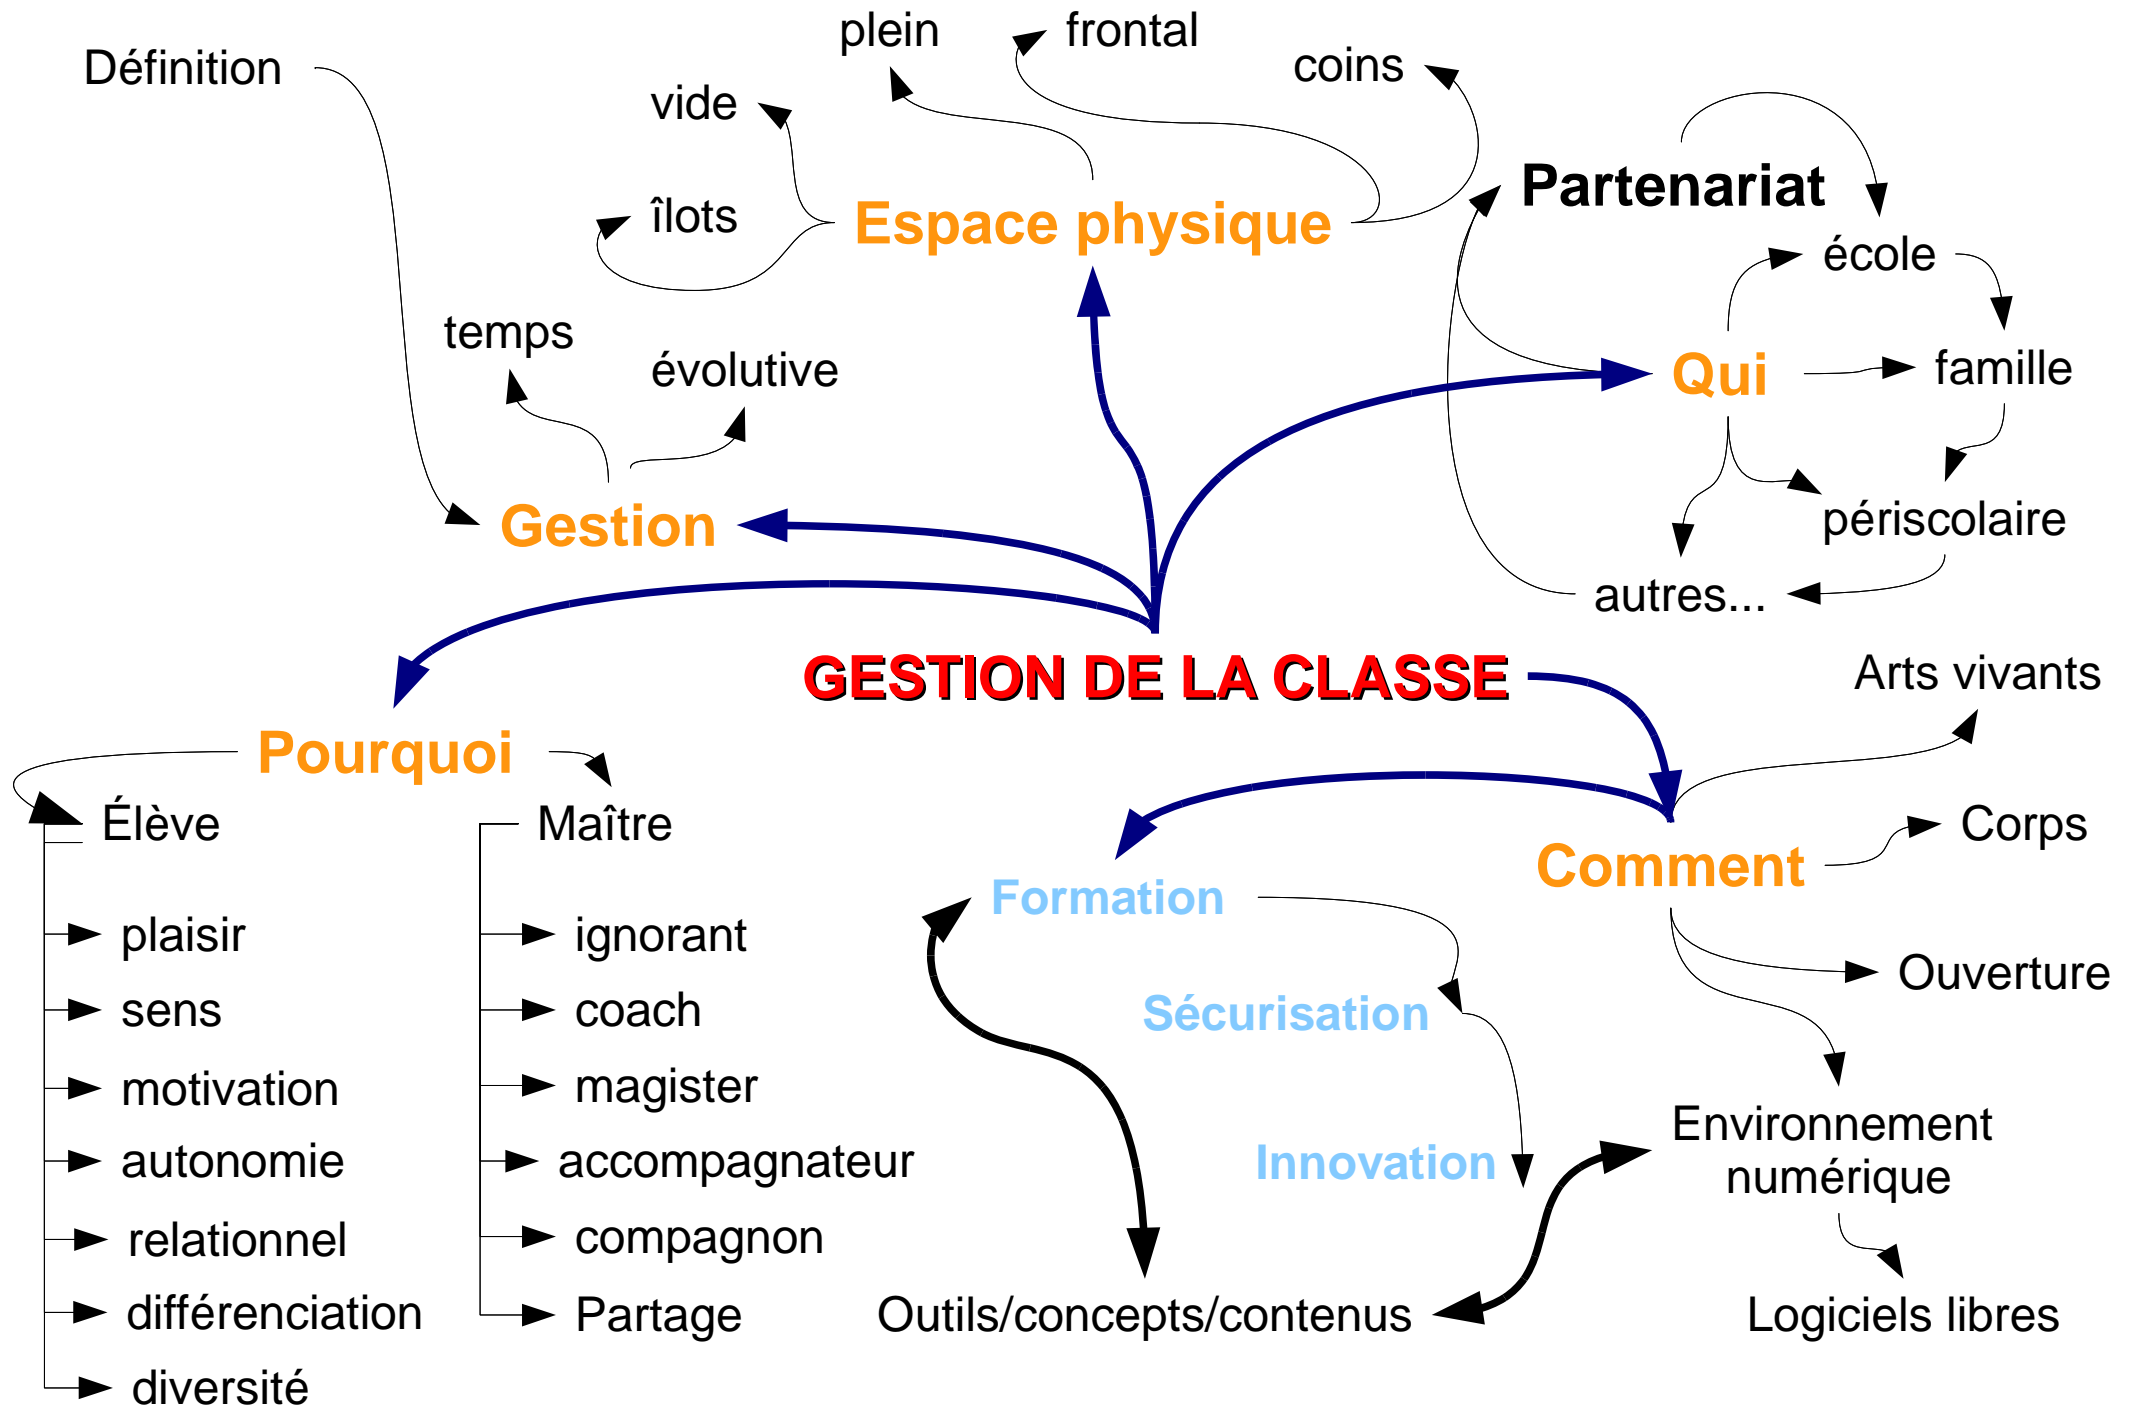 Définition
plein
frontal
coins
vide
îlots
Espace physique
Partenariat
école
famille
Qui
périscolaire
autres...
temps
évolutive
Gestion
GESTION DE LA CLASSE
Pourquoi
Élève
plaisir
sens
motivation
autonomie
relationnel
différenciation
diversité
Maître
ignorant
coach
magister
accompagnateur
compagnon
Partage
Arts vivants
Corps
Comment
Ouverture
Environnement
numérique
Logiciels libres
Formation
Sécurisation
Innovation
Outils/concepts/contenus